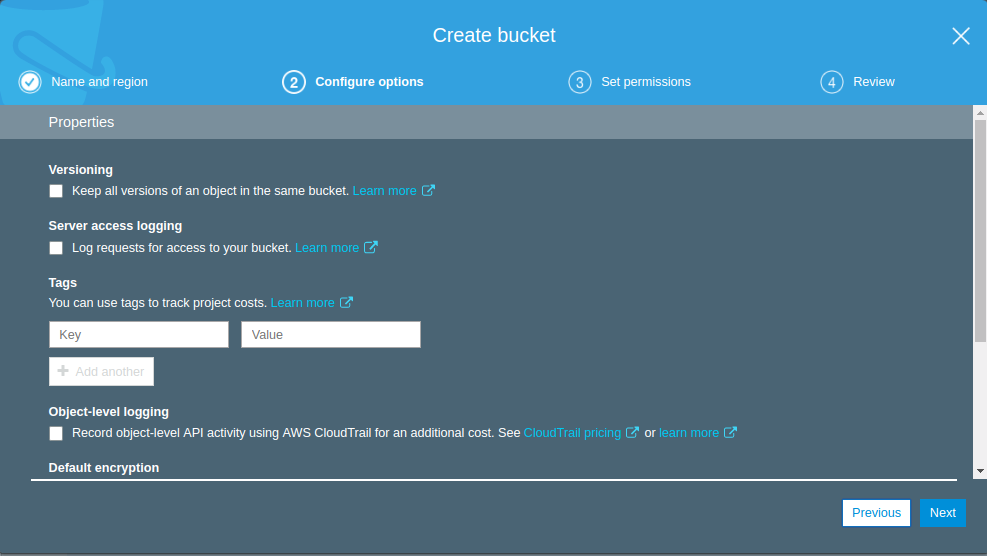 Create bucket
Name and region
2 Configure options
3 Set permissions
4 Review
Properties
Versioning
Keep all versions of an object in the same bucket. Learn more
Server access logging
Log requests for access to your bucket. Learn more
Tags
You can use tags to track project costs. Learn more
Key Value
Add another
Object-level logging
Record object-level API activity using AWS CloudTrail for an additional cost. See CloudTrail pricing or learn more
Default encryption
Previous Next